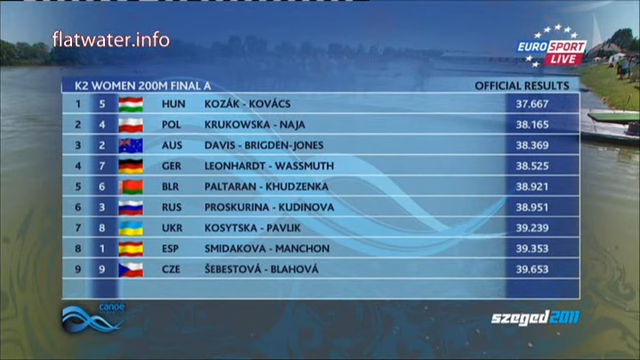 flatwater.info
EUROSPORT
LIVE
K2 WOMEN 200M FINAL A OFFICIAL RESULTS
1 5 HUN KOZÁK - KOVÁCS 37.667
2 4 POL KRUKOWSKA - NAJA 38.165
3 2 AUS DAVIS - BRIGDEN-JONES 38.369
4 7 GER LEONHARDT - WASSMUTH 38.525
5 6 BLR PALTARAN - KHUDZENKA 38.921
6 3 RUS PROSKURINA - KUDINOVA 38.951
7 8 UKR KOSYTSKA - PAVLIK 39.239
8 1 ESP SMIDAKOVA - MANCHON 39.353
9 9 CZE ŠEBESTOVÁ - BLAHOVÁ 39.653
canoe
szeged 2011